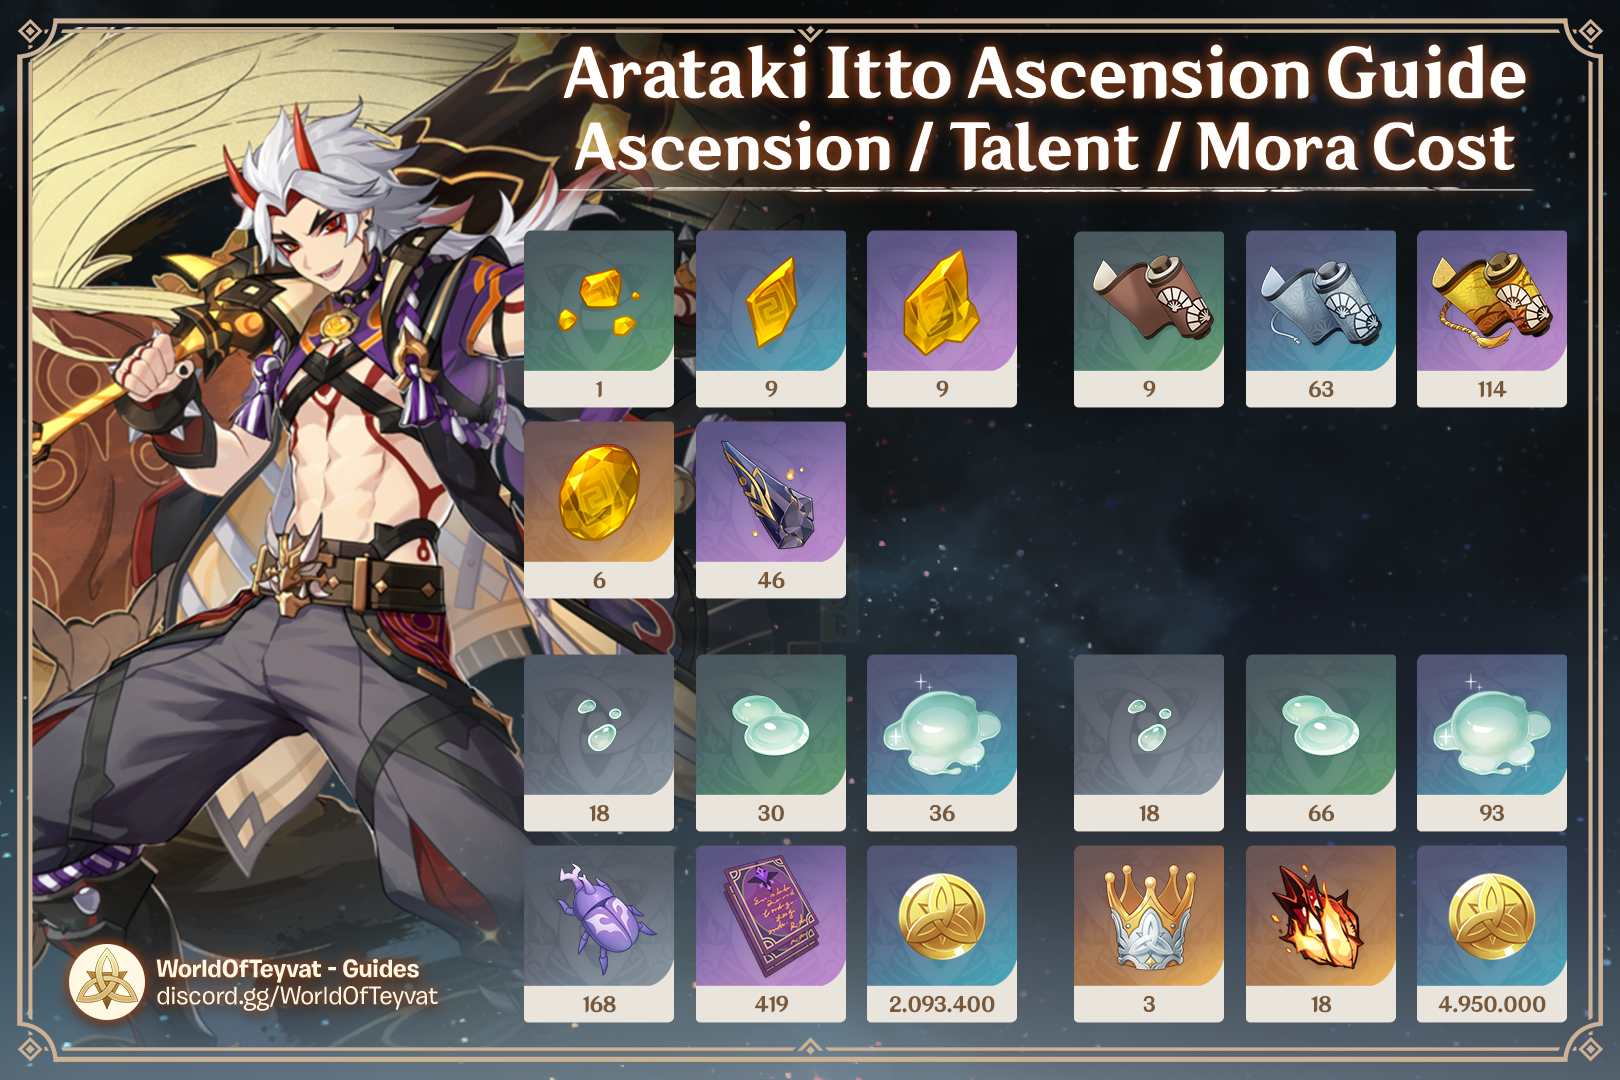 Arataki Itto Ascension Guide
Ascension / Talent / Mora Cost
1 9 9 9 63 114
6 46
18 30 36 18 66 93
168 419 2.093.400 3 18 4.950.000
WorldOfTeyvat - Guides
discord.gg/WorldOfTeyvat